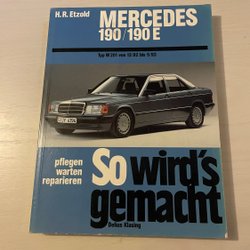 H. R. Etzold
MERCEDES
190/190 E
Typ W 201 von 12/82 bis 5/93
pflegen
warten
reparieren
So
wird's
gemacht
Delius Klasing